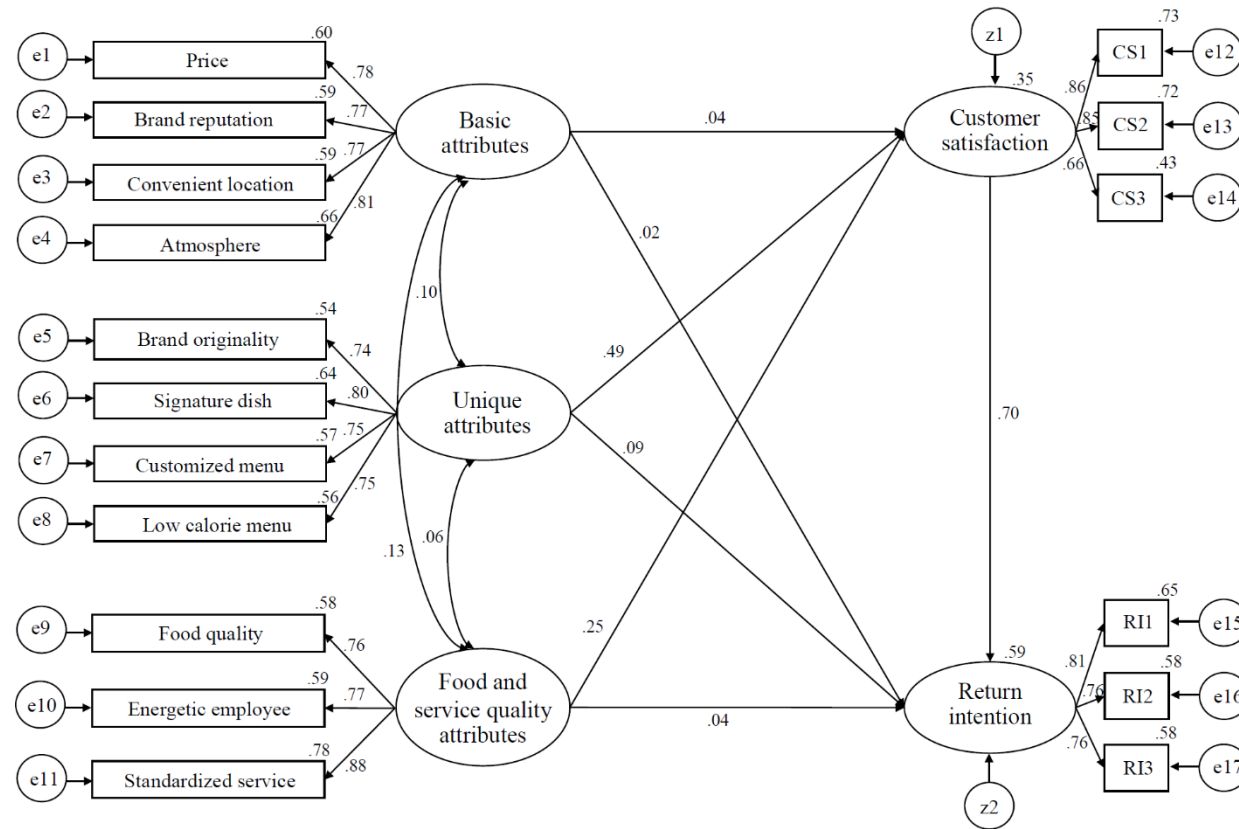 .60
e1
Price
.78
.59
e2
Brand reputation
.77
.59
.77
e3
Convenient location
.81
.66
e4
Atmosphere
Basic
attributes
.54
e5
Brand originality
.74
.64
e6
Signature dish
.80
.57
.75
e7
Customized menu
.56
.75
e8
Low calorie menu
Unique
attributes
.58
e9
Food quality
.76
.59
e10
Energetic employee
.77
.78
.88
e11
Standardized service
Food and
service quality
attributes
.10
.06
.13
.04
.02
.49
.09
.25
.04
.70
z1
.35
Customer
satisfaction
.73
.86
CS1
e12
.72
.85
CS2
e13
.43
.66
CS3
e14
.59
Return
intention
z2
.65
.81
RI1
e15
.58
.76
RI2
e16
.58
.76
RI3
e17